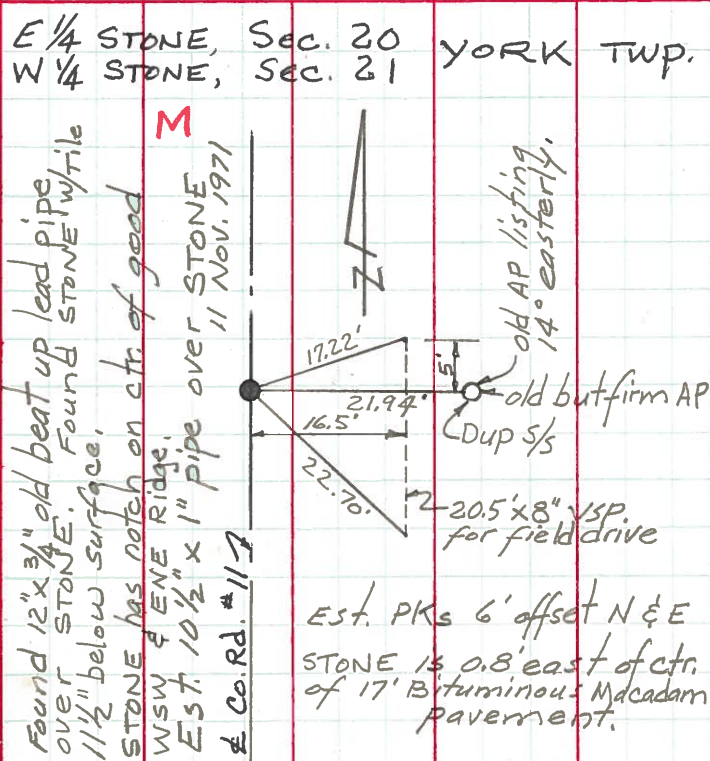 E 1/4 STONE, Sec. 20 YORK TWP.
W 1/4 STONE, Sec. 21
M
Found 12" x 3/4" old beat up lead pipe
over STONE. Found STONE W/Tile
11 1/2" below surface.
STONE has notch on ctr. of good
WSW & ENE Ridge.
Est. 10 1/2" x 1" pipe over STONE
11 Nov. 1971
℄ Co. Rd. #11
N
17.22'
21.94'
16.5'
22.70'
5'
old AP listing
14° easterly.
old but firm AP
Dup S/S
20.5' x 8" VSP
for field drive
Est. PKs 6' offset N & E
STONE is 0.8' east of ctr.
of 17' Bituminous Macadam
pavement.